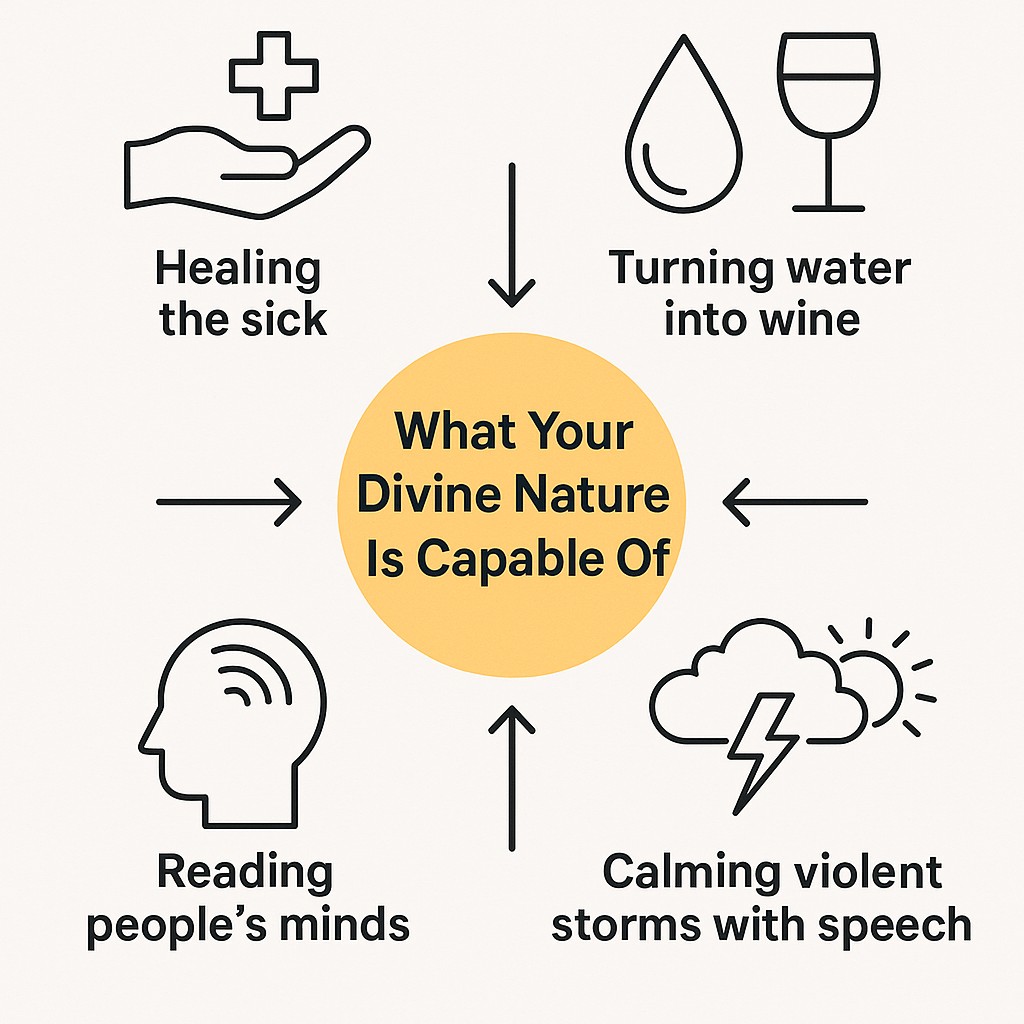 Healing
the sick
Turning water
into wine
What Your
Divine Nature
Is Capable Of
Reading
people’s minds
Calming violent
storms with speech